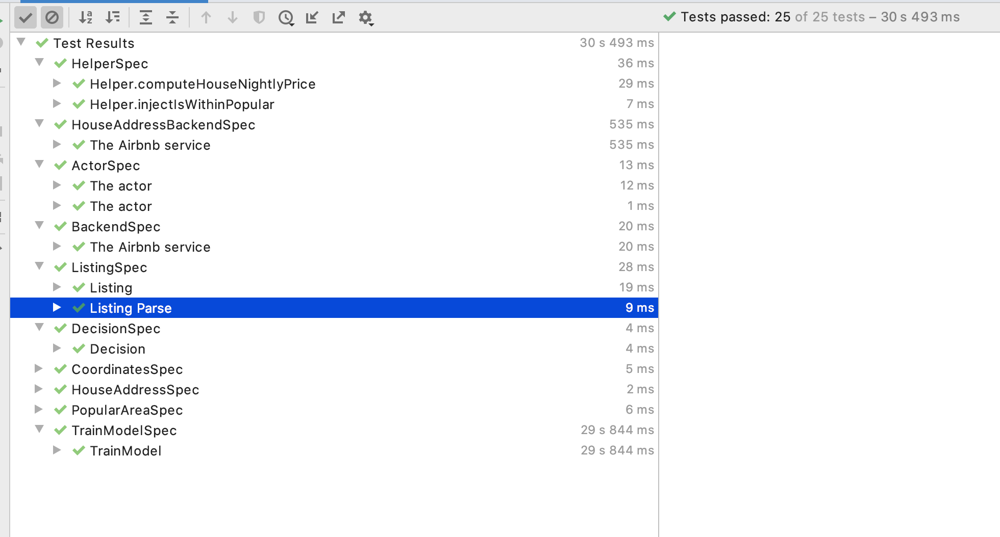 Tests passed: 25 of 25 tests – 30 s 493 ms
Test Results 30 s 493 ms
HelperSpec 36 ms
Helper.computeHouseNightlyPrice 29 ms
Helper.injectIsWithinPopular 7 ms
HouseAddressBackendSpec 535 ms
The Airbnb service 535 ms
ActorSpec 13 ms
The actor 12 ms
The actor 1 ms
BackendSpec 20 ms
The Airbnb service 20 ms
ListingSpec 28 ms
Listing 19 ms
Listing Parse 9 ms
DecisionSpec 4 ms
Decision 4 ms
CoordinatesSpec 5 ms
HouseAddressSpec 2 ms
PopularAreaSpec 6 ms
TrainModelSpec 29 s 844 ms
TrainModel 29 s 844 ms